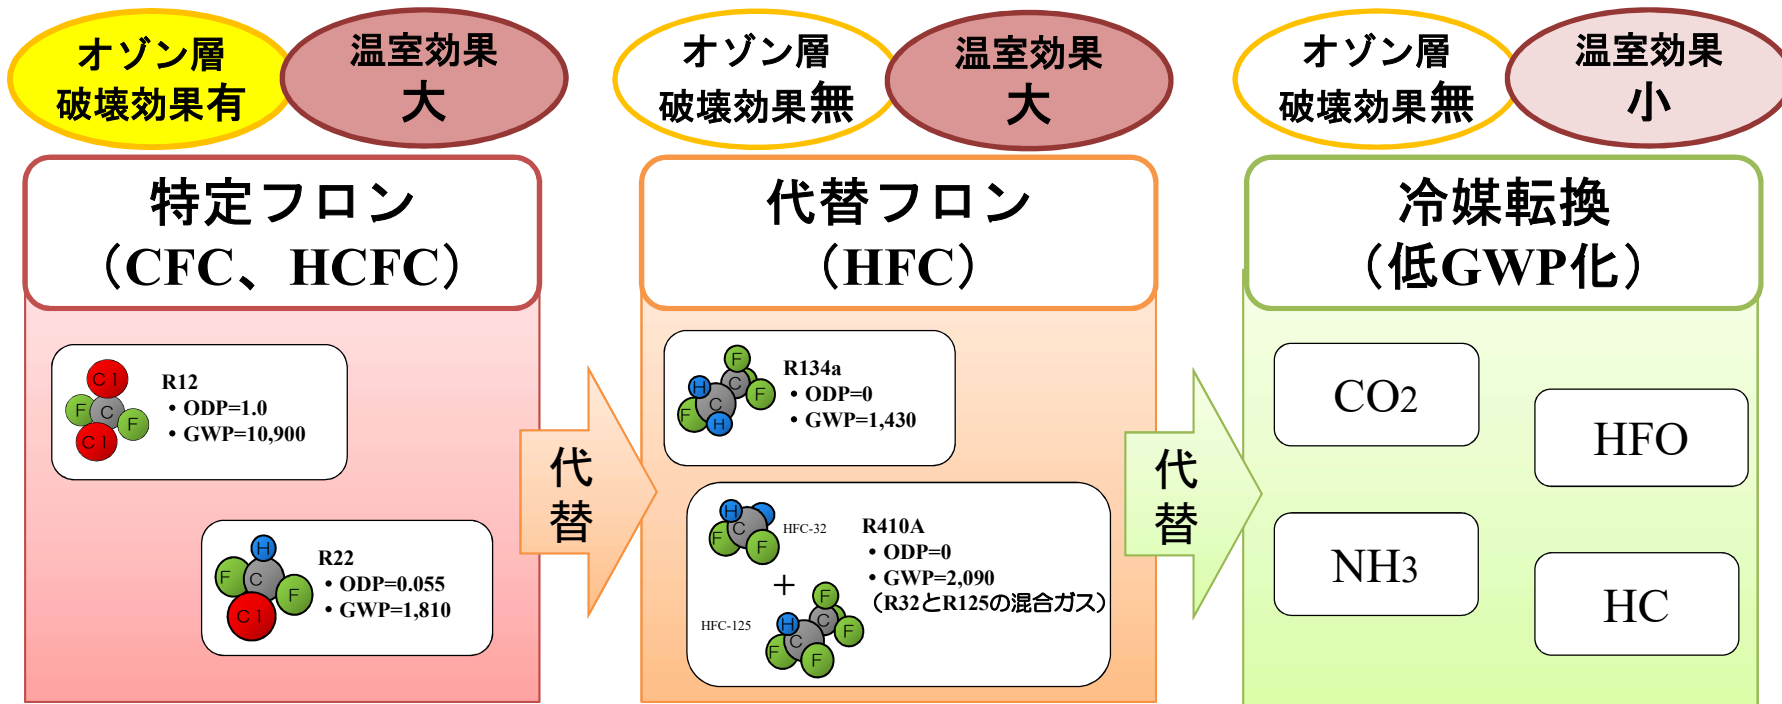 オゾン層
破壊効果有
温室効果
大
オゾン層
破壊効果無
温室効果
大
オゾン層
破壊効果無
温室効果
小
特定フロン
（CFC、HCFC）
Cl
F
C
F
Cl
R12
・ODP=1.0
・GWP=10,900
H
F
C
F
Cl
R22
・ODP=0.055
・GWP=1,810
代
替
代替フロン
（HFC）
F
H
C
F
C
F
H
R134a
・ODP=0
・GWP=1,430
H
C
F
F
HFC-32
+
HFC-125
F
H
C
F
C
F
F
R410A
・ODP=0
・GWP=2,090
（R32とR125の混合ガス）
代
替
冷媒転換
（低GWP化）
CO2
HFO
NH3
HC